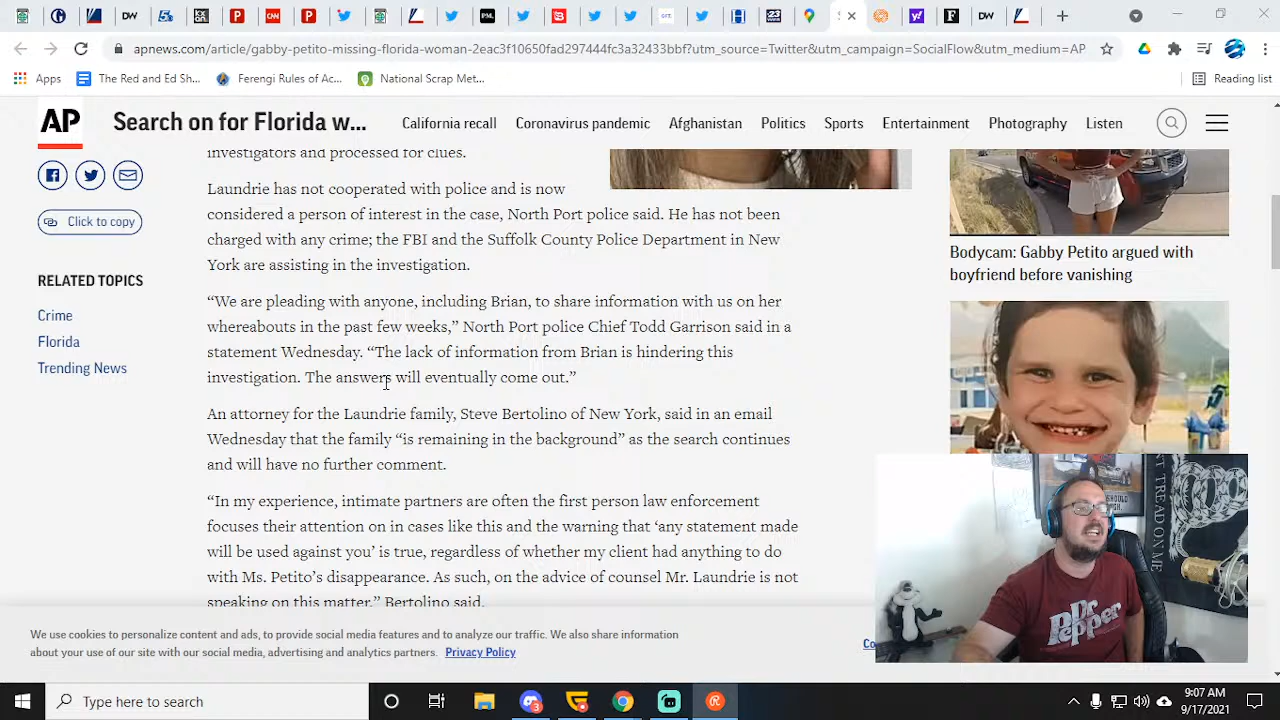 apnews.com/article/gabby-petito-missing-florida-woman-2eac3f10650fad297444fc3a32433bbf?utm_source=Twitter&utm_campaign=SocialFlow&utm_medium=AP
Apps
The Red and Ed Sh...
Ferengi Rules of Ac...
National Scrap Met...
Reading list
AP
Search on for Florida w...
California recall
Coronavirus pandemic
Afghanistan
Politics
Sports
Entertainment
Photography
Listen
investigators and processed for clues.
Click to copy
RELATED TOPICS
Crime
Florida
Trending News
Laundrie has not cooperated with police and is now
considered a person of interest in the case, North Port police said. He has not been
charged with any crime; the FBI and the Suffolk County Police Department in New
York are assisting in the investigation.
“We are pleading with anyone, including Brian, to share information with us on her
whereabouts in the past few weeks,” North Port police Chief Todd Garrison said in a
statement Wednesday. “The lack of information from Brian is hindering this
investigation. The answers will eventually come out.”
An attorney for the Laundrie family, Steve Bertolino of New York, said in an email
Wednesday that the family “is remaining in the background” as the search continues
and will have no further comment.
“In my experience, intimate partners are often the first person law enforcement
focuses their attention on in cases like this and the warning that ‘any statement made
will be used against you’ is true, regardless of whether my client had anything to do
with Ms. Petito’s disappearance. As such, on the advice of counsel Mr. Laundrie is not
speaking on this matter,” Bertolino said.
Bodycam: Gabby Petito argued with
boyfriend before vanishing
SHOULD
T TREAD ON ME
Dr Pepper
We use cookies to personalize content and ads, to provide social media features and to analyze our traffic. We also share information
about your use of our site with our social media, advertising and analytics partners. Privacy Policy
Co
Type here to search
3
9:07 AM
9/17/2021